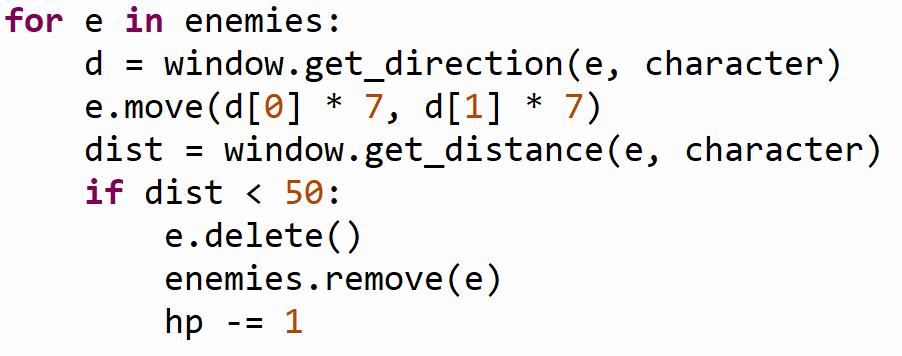 for e in enemies:
    d = window.get_direction(e, character)
    e.move(d[0] * 7, d[1] * 7)
    dist = window.get_distance(e, character)
    if dist < 50:
        e.delete()
        enemies.remove(e)
        hp -= 1